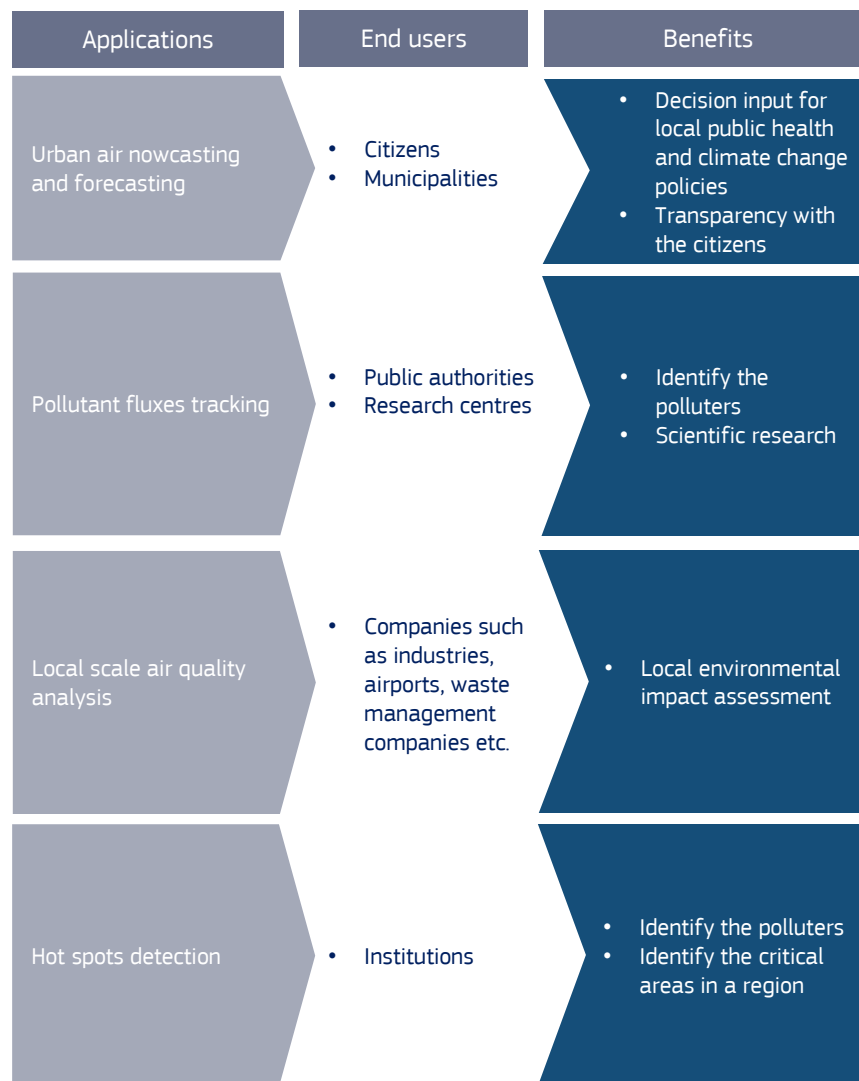 Applications
End users
Benefits
Urban air nowcasting
and forecasting
• Citizens
• Municipalities
• Decision input for
local public health
and climate change
policies
• Transparency with
the citizens
Pollutant fluxes tracking
• Public authorities
• Research centres
• Identify the
polluters
• Scientific research
Local scale air quality
analysis
• Companies such
as industries,
airports, waste
management
companies etc.
• Local environmental
impact assessment
Hot spots detection
• Institutions
• Identify the polluters
• Identify the critical
areas in a region